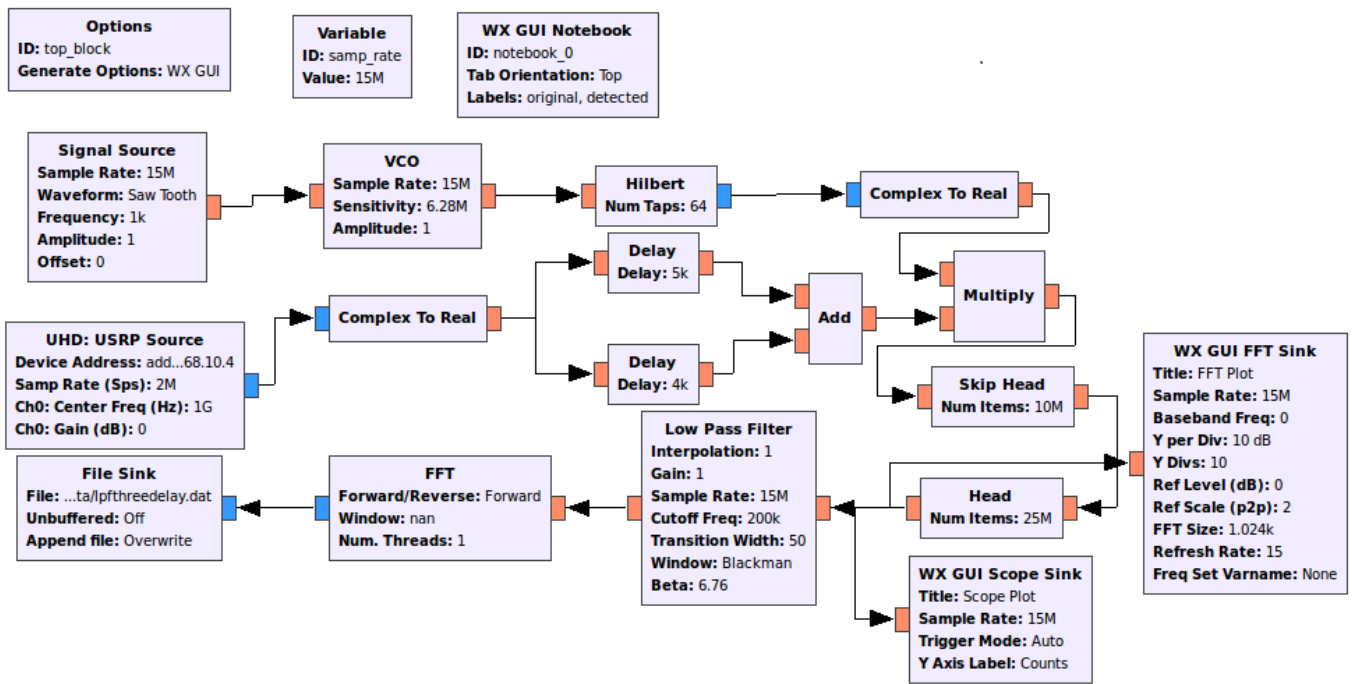 Options
ID: top_block
Generate Options: WX GUI
Variable
ID: samp_rate
Value: 15M
WX GUI Notebook
ID: notebook_0
Tab Orientation: Top
Labels: original, detected
Signal Source
Sample Rate: 15M
Waveform: Saw Tooth
Frequency: 1k
Amplitude: 1
Offset: 0
VCO
Sample Rate: 15M
Sensitivity: 6.28M
Amplitude: 1
Hilbert
Num Taps: 64
Complex To Real
Delay
Delay: 5k
Add
Multiply
UHD: USRP Source
Device Address: add...68.10.4
Samp Rate (Sps): 2M
Ch0: Center Freq (Hz): 1G
Ch0: Gain (dB): 0
Complex To Real
Delay
Delay: 4k
Skip Head
Num Items: 10M
WX GUI FFT Sink
Title: FFT Plot
Sample Rate: 15M
Baseband Freq: 0
Y per Div: 10 dB
Y Divs: 10
Ref Level (dB): 0
Ref Scale (p2p): 2
FFT Size: 1.024k
Refresh Rate: 15
Freq Set Varname: None
File Sink
File: ...ta/lpfthreedelay.dat
Unbuffered: Off
Append file: Overwrite
FFT
Forward/Reverse: Forward
Window: nan
Num. Threads: 1
Low Pass Filter
Interpolation: 1
Gain: 1
Sample Rate: 15M
Cutoff Freq: 200k
Transition Width: 50
Window: Blackman
Beta: 6.76
Head
Num Items: 25M
WX GUI Scope Sink
Title: Scope Plot
Sample Rate: 15M
Trigger Mode: Auto
Y Axis Label: Counts